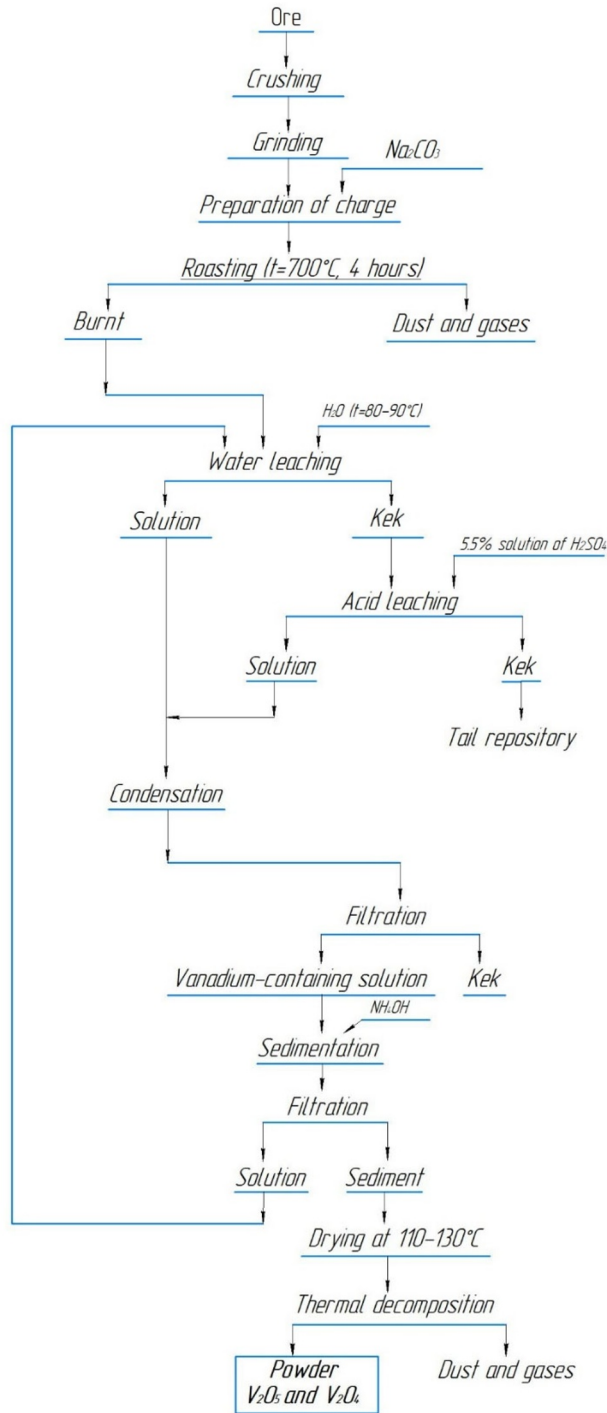 Ore
Crushing
Grinding
Na₂CO₃
Preparation of charge
Roasting (t=700°C, 4 hours)
Burnt
Dust and gases
H₂O (t=80-90°C)
Water leaching
Solution
Kek
5.5% solution of H₂SO₄
Acid leaching
Solution
Kek
Tail repository
Condensation
Filtration
Vanadium-containing solution
Kek
NH₄OH
Sedimentation
Filtration
Solution
Sediment
Drying at 110-130°C
Thermal decomposition
Powder
V₂O₅ and V₂O₄
Dust and gases